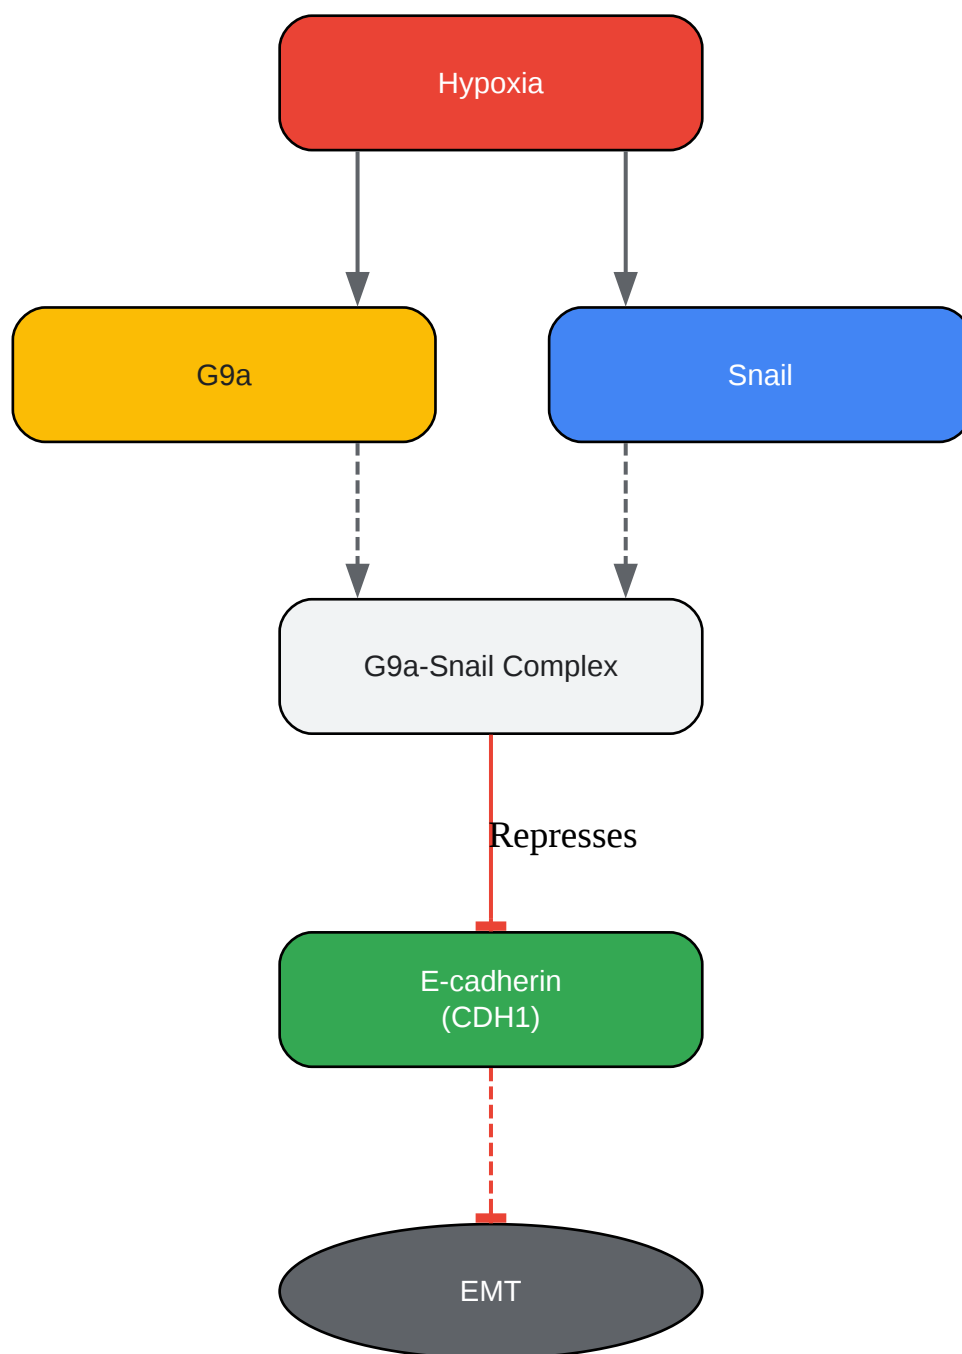 Hypoxia
G9a
Snail
G9a-Snail Complex
Represses
E-cadherin
(CDH1)
EMT